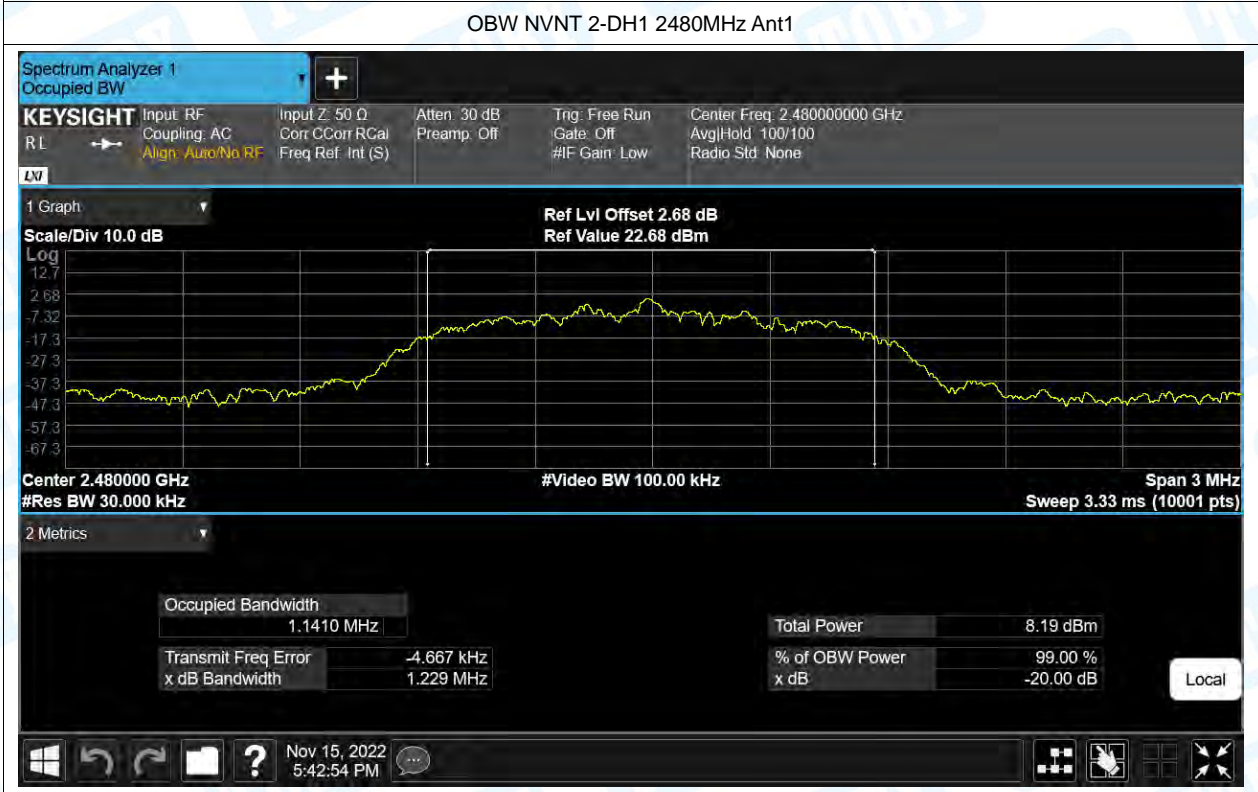 OBW NVNT 2-DH1 2480MHz Ant1
Spectrum Analyzer 1
Occupied BW
+
KEYSIGHT
RL
LXI
Input: RF
Coupling: AC
Align: Auto/No RF
Input Z: 50 Ω
Corr CCorr RCal
Freq Ref: Int (S)
Atten: 30 dB
Preamp: Off
Trig: Free Run
Gate: Off
#IF Gain: Low
Center Freq: 2.480000000 GHz
Avg|Hold: 100/100
Radio Std: None
1 Graph
Scale/Div 10.0 dB
Ref Lvl Offset 2.68 dB
Ref Value 22.68 dBm
Log
12.7
2.68
-7.32
-17.3
-27.3
-37.3
-47.3
-57.3
-67.3
Center 2.480000 GHz
#Res BW 30.000 kHz
#Video BW 100.00 kHz
Span 3 MHz
Sweep 3.33 ms (10001 pts)
2 Metrics
Occupied Bandwidth
1.1410 MHz
Transmit Freq Error -4.667 kHz
x dB Bandwidth 1.229 MHz
Total Power 8.19 dBm
% of OBW Power 99.00 %
x dB -20.00 dB
Local
?
Nov 15, 2022
5:42:54 PM